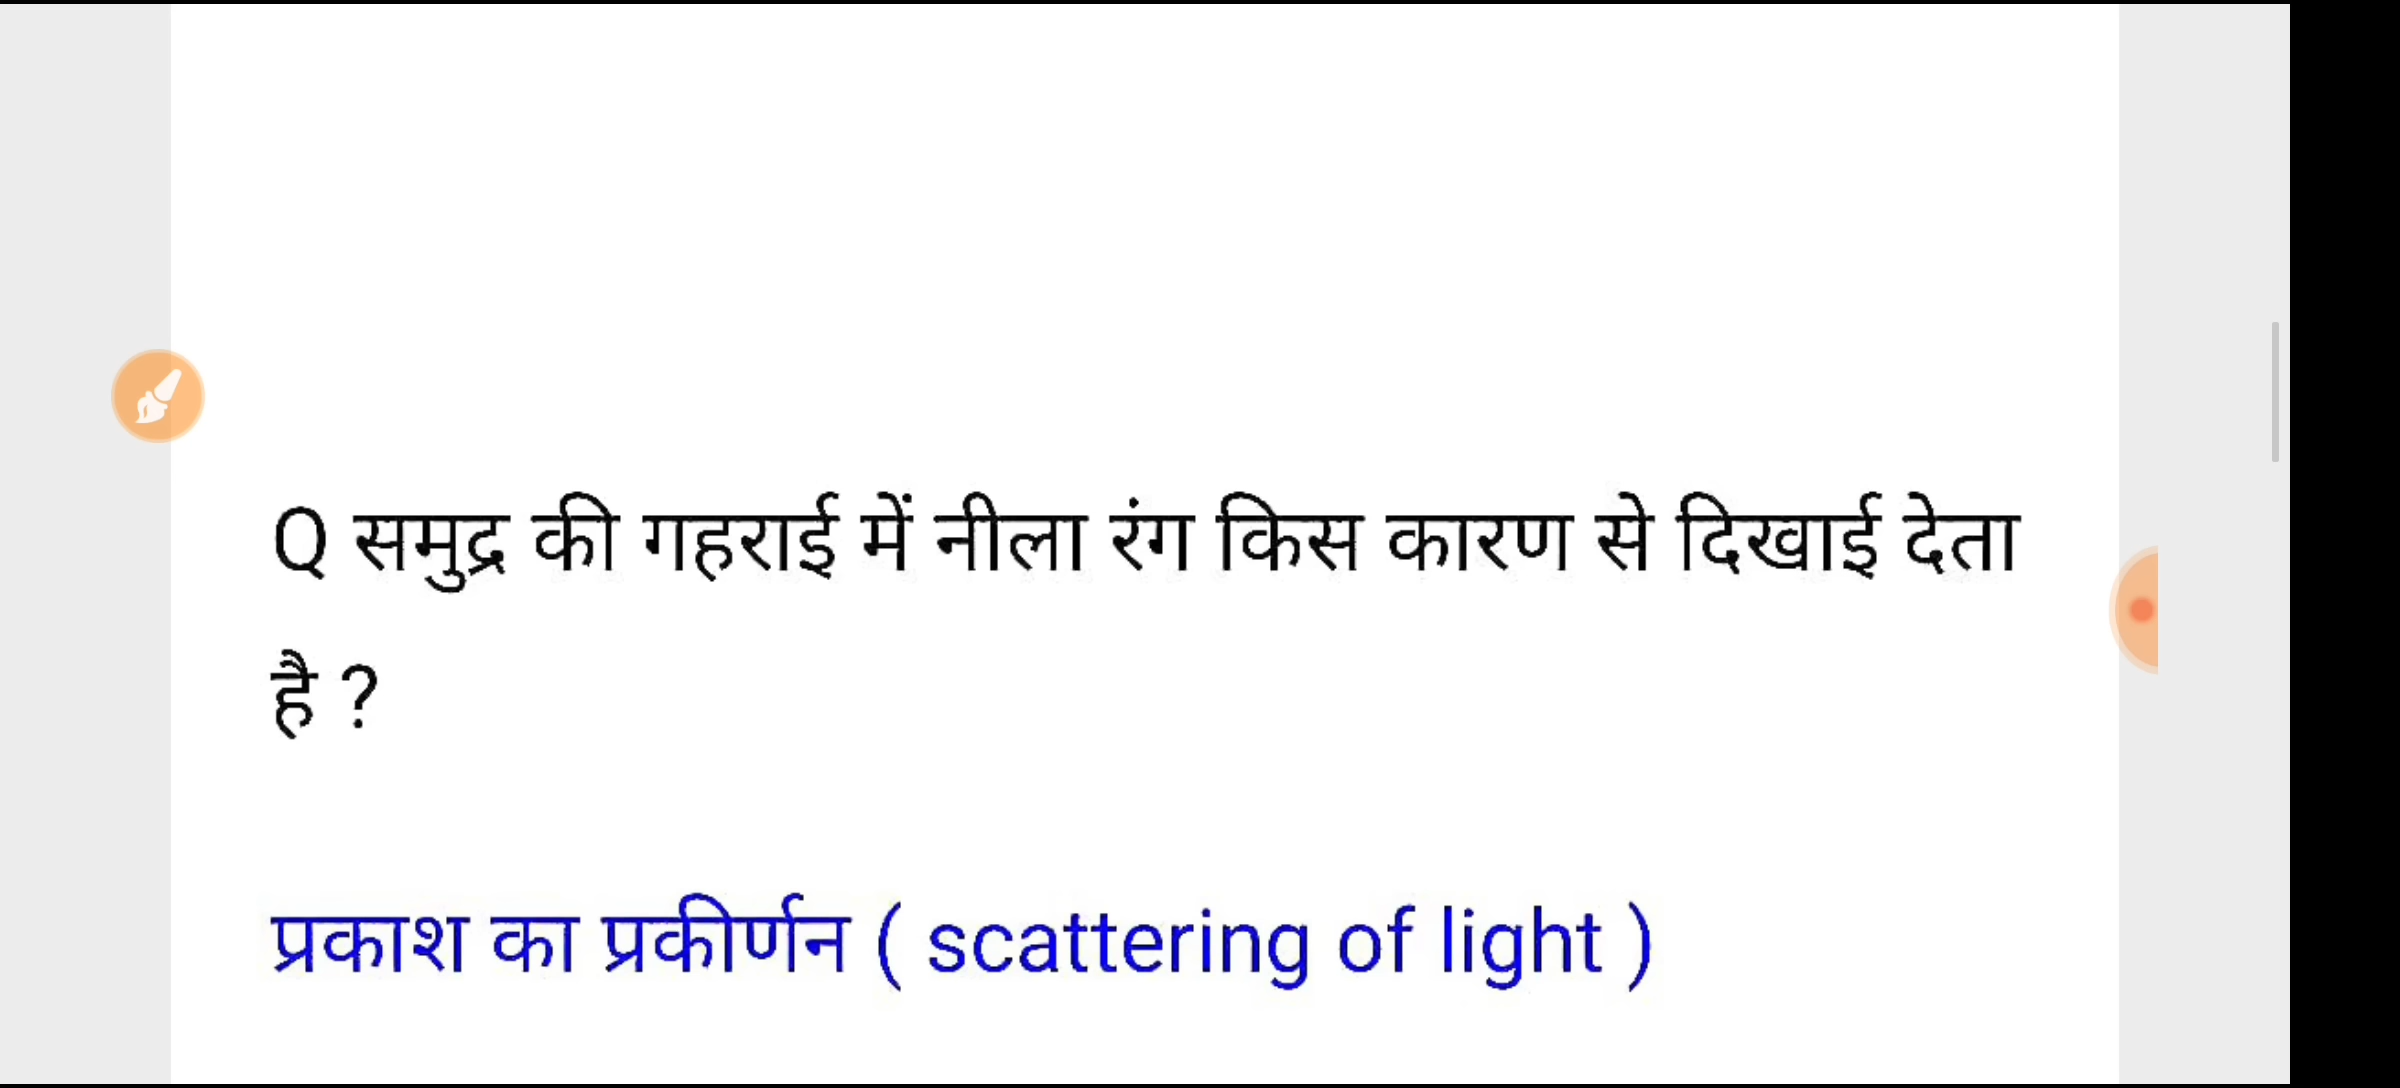 Q समुद्र की गहराई में नीला रंग किस कारण से दिखाई देता
है ?
प्रकाश का प्रकीर्णन ( scattering of light )